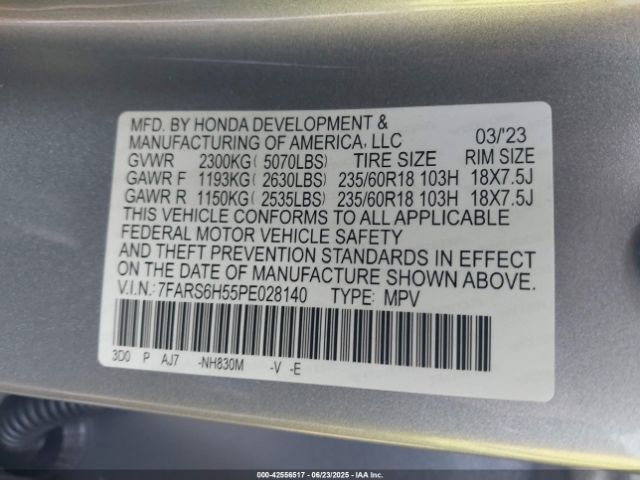 MFD. BY HONDA DEVELOPMENT &
MANUFACTURING OF AMERICA, LLC 03/'23
GVWR 2300KG( 5070LBS) TIRE SIZE RIM SIZE
GAWR F 1193KG( 2630LBS) 235/60R18 103H 18X7.5J
GAWR R 1150KG( 2535LBS) 235/60R18 103H 18X7.5J
THIS VEHICLE CONFORMS TO ALL APPLICABLE
FEDERAL MOTOR VEHICLE SAFETY
AND THEFT PREVENTION STANDARDS IN EFFECT
ON THE DATE OF MANUFACTURE SHOWN ABOVE.
V.I.N.: 7FARS6H55PE028140 TYPE: MPV
3D0 P AJ7 -NH830M -V -E
000-42556517 - 06/23/2025 - IAA Inc.